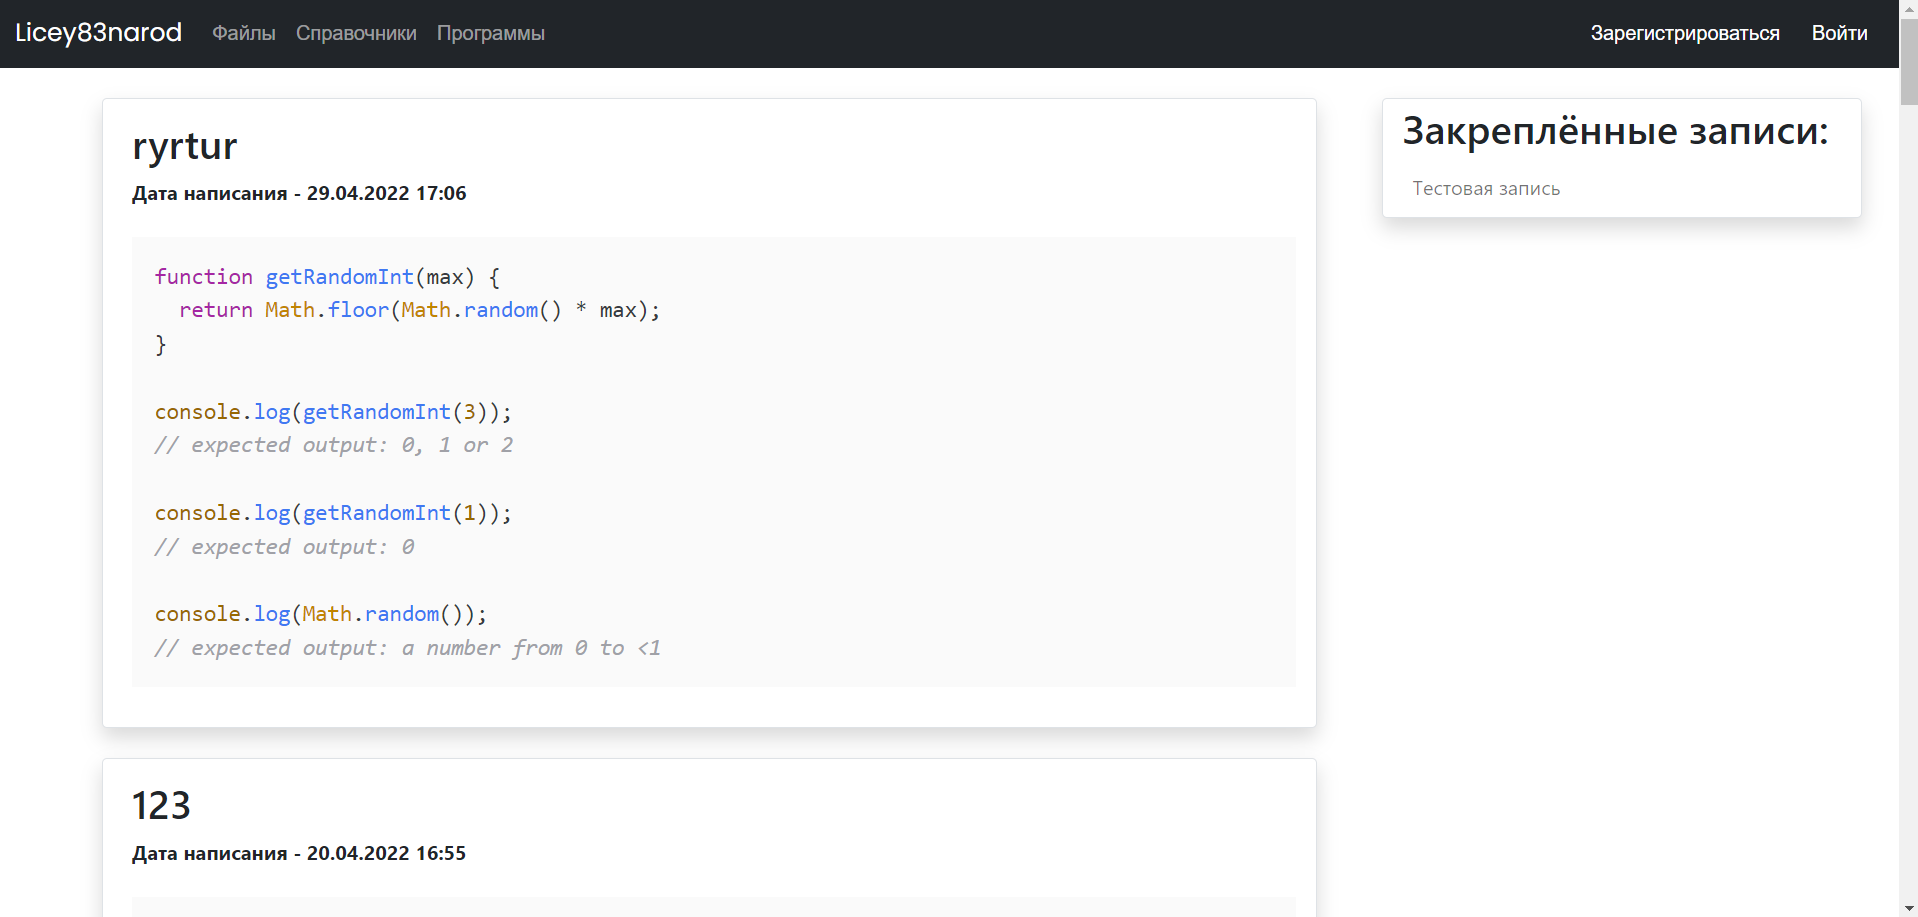 Licey83narod Файлы Справочники Программы Зарегистрироваться Войти
ryrtur
Дата написания - 29.04.2022 17:06
function getRandomInt(max) {
  return Math.floor(Math.random() * max);
}
console.log(getRandomInt(3));
// expected output: 0, 1 or 2
console.log(getRandomInt(1));
// expected output: 0
console.log(Math.random());
// expected output: a number from 0 to <1
123
Дата написания - 20.04.2022 16:55
Закреплённые записи:
Тестовая запись